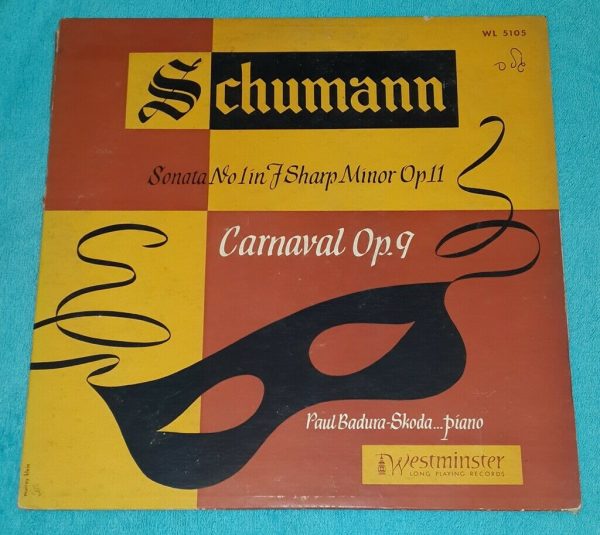 WL 5105
Schumann
Sonata No 1 in F Sharp Minor Op 11
Carnaval Op. 9
Paul Badura-Skoda... piano
Westminster
LONG PLAYING RECORDS